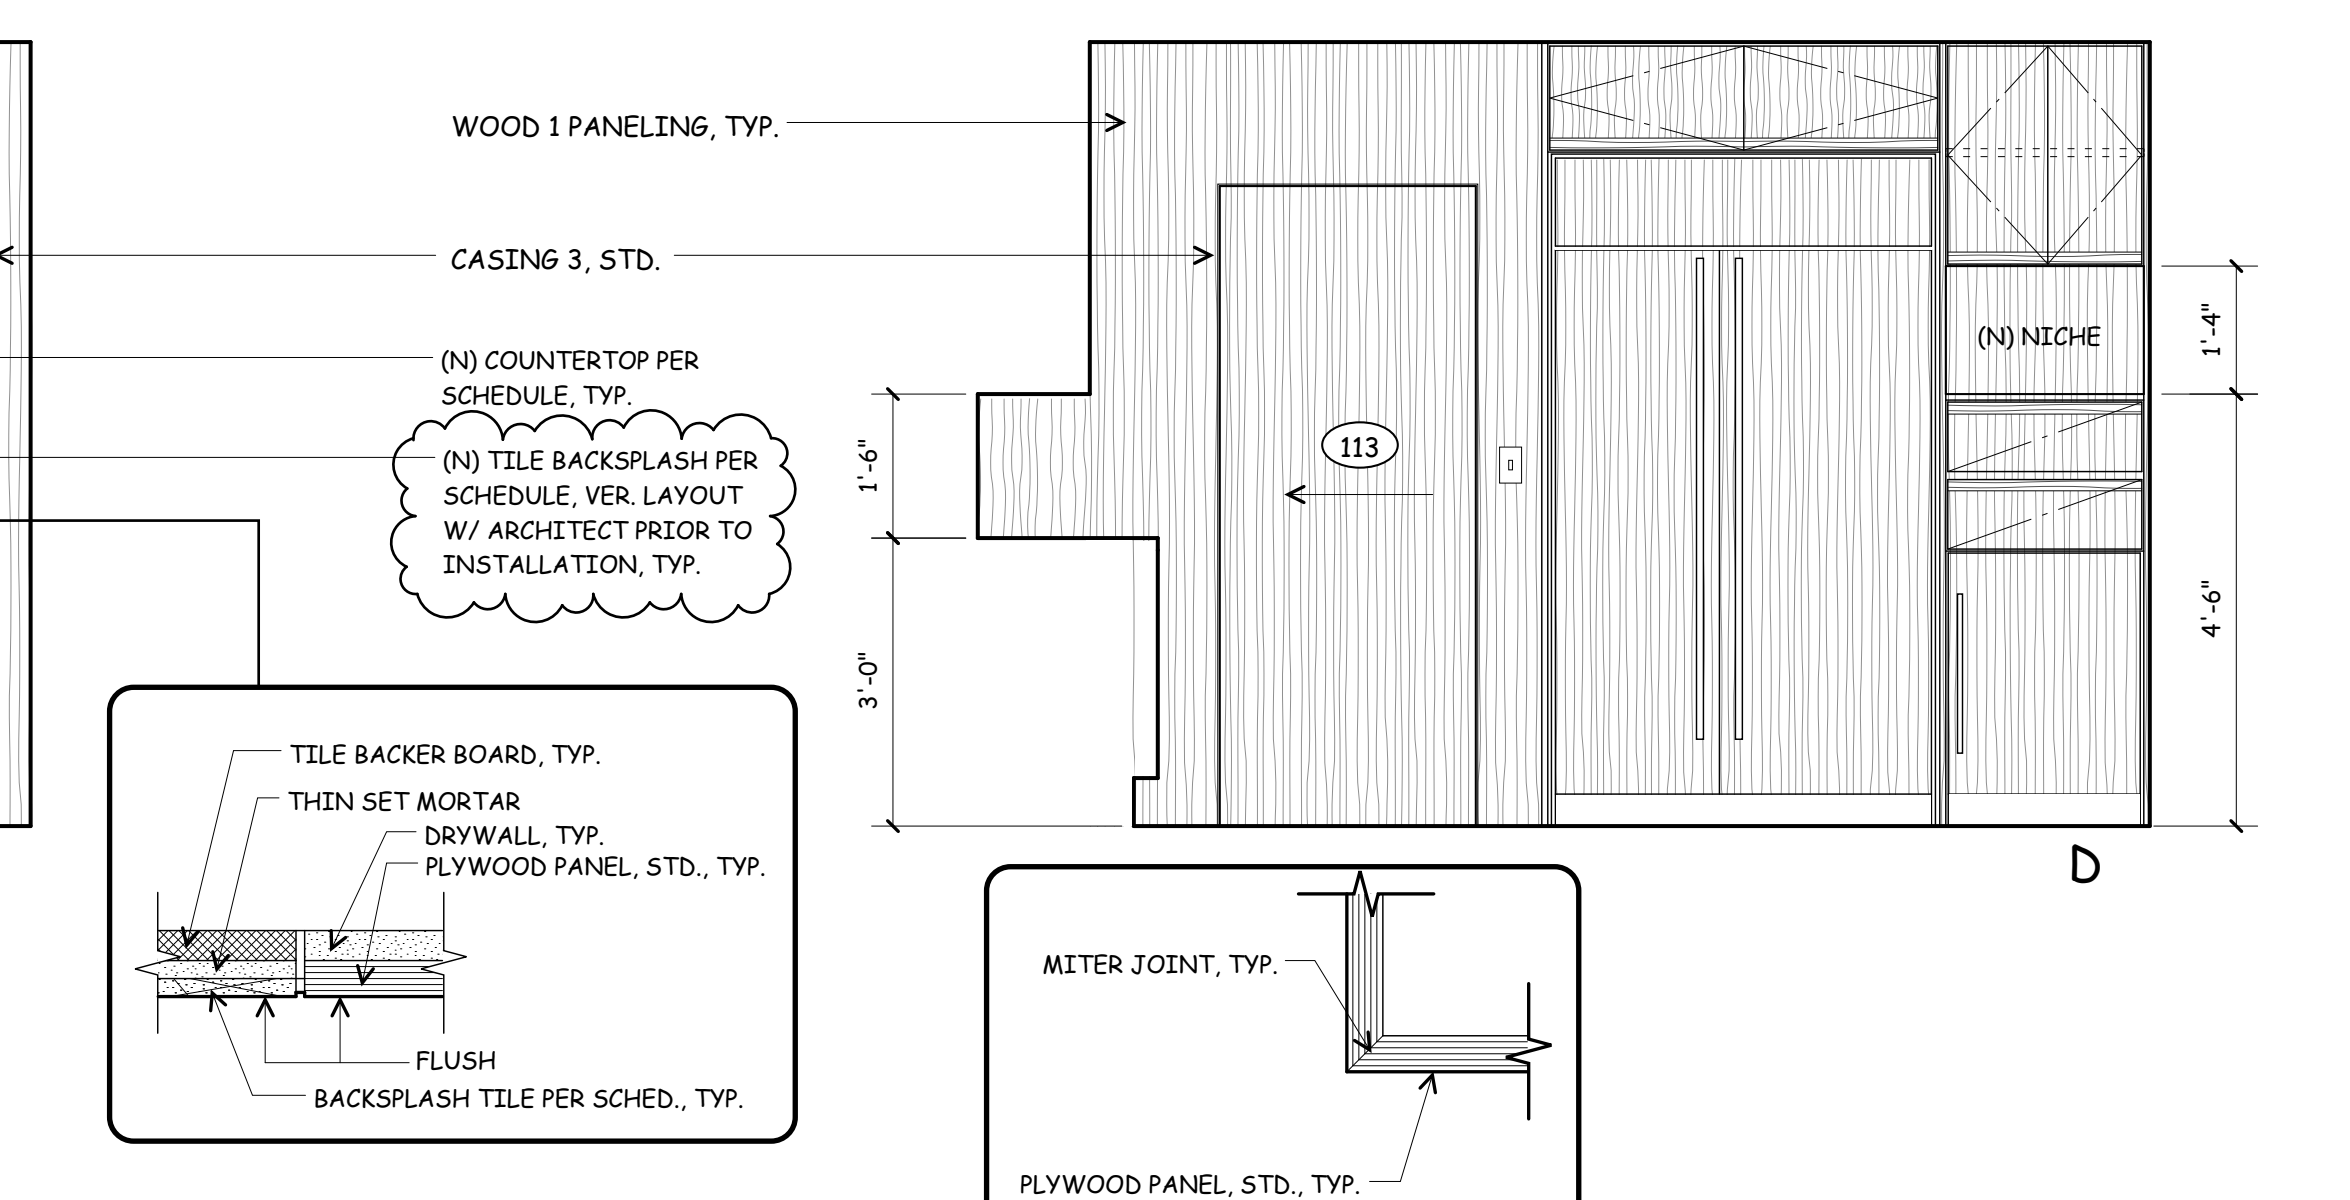 WOOD 1 PANELING, TYP.
CASING 3, STD.
(N) COUNTERTOP PER
SCHEDULE, TYP.
(N) TILE BACKSPLASH PER
SCHEDULE, VER. LAYOUT
W/ ARCHITECT PRIOR TO
INSTALLATION, TYP.
1'-6"
3'-0"
113
(N) NICHE
1'-4"
4'-6"
D
TILE BACKER BOARD, TYP.
THIN SET MORTAR
DRYWALL, TYP.
PLYWOOD PANEL, STD., TYP.
FLUSH
BACKSPLASH TILE PER SCHED., TYP.
MITER JOINT, TYP.
PLYWOOD PANEL, STD., TYP.